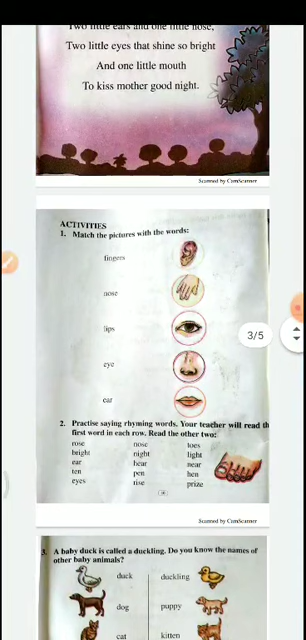 Two little ears and one little nose,
Two little eyes that shine so bright
And one little mouth
To kiss mother good night.
Scanned by CamScanner
ACTIVITIES
1. Match the pictures with the words:
fingers
nose
lips
eye
ear
3/5
2. Practise saying rhyming words. Your teacher will read th
first word in each row. Read the other two:
rose nose toes
bright night light
ear hear near
ten pen hen
eyes rise prize
Scanned by CamScanner
3. A baby duck is called a duckling. Do you know the names of
other baby animals?
duck duckling
dog puppy
cat kitten